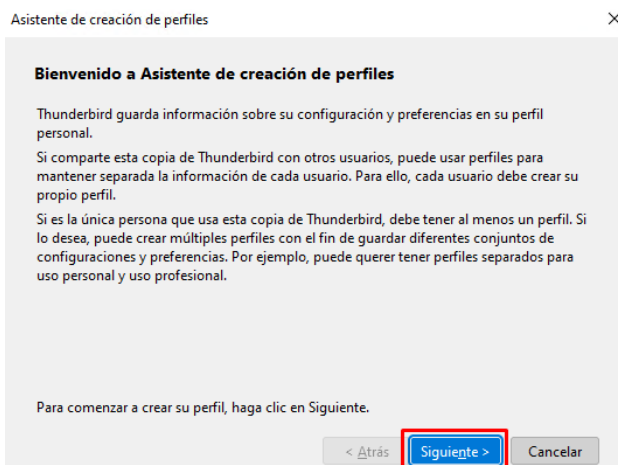 Asistente de creación de perfiles
Bienvenido a Asistente de creación de perfiles
Thunderbird guarda información sobre su configuración y preferencias en su perfil
personal.
Si comparte esta copia de Thunderbird con otros usuarios, puede usar perfiles para
mantener separada la información de cada usuario. Para ello, cada usuario debe crear su
propio perfil.
Si es la única persona que usa esta copia de Thunderbird, debe tener al menos un perfil. Si
lo desea, puede crear múltiples perfiles con el fin de guardar diferentes conjuntos de
configuraciones y preferencias. Por ejemplo, puede querer tener perfiles separados para
uso personal y uso profesional.
Para comenzar a crear su perfil, haga clic en Siguiente.
< Atrás Siguiente > Cancelar